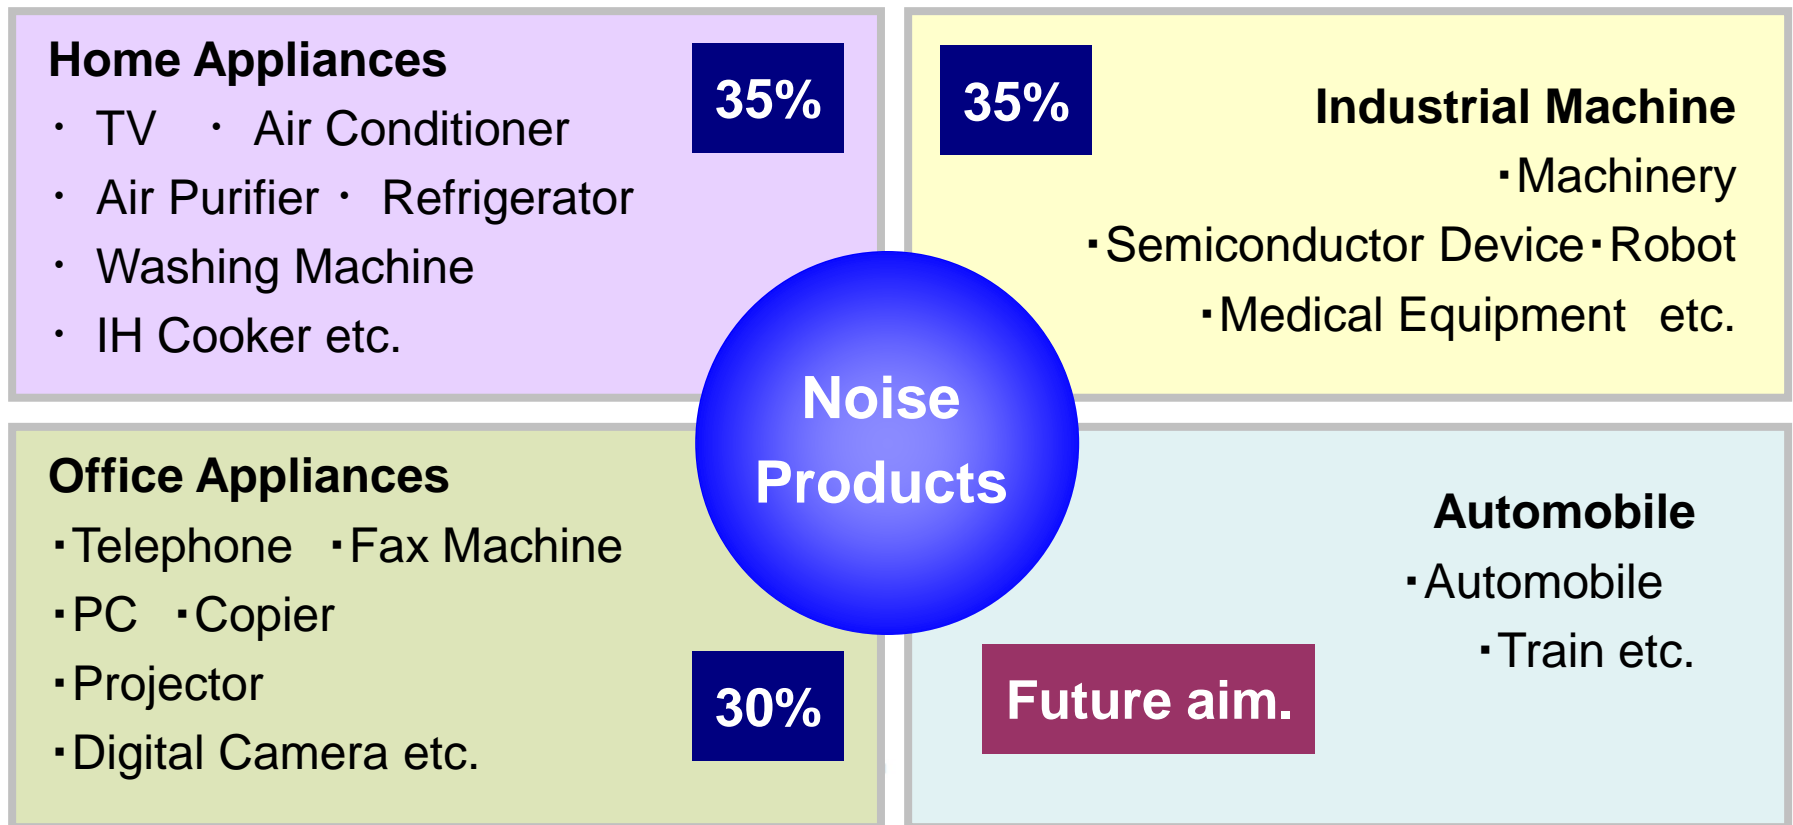 Home Appliances
・ TV ・ Air Conditioner
・ Air Purifier・ Refrigerator
・ Washing Machine
・ IH Cooker etc.
35%
35%
Industrial Machine
・Machinery
・Semiconductor Device・Robot
・Medical Equipment etc.
Noise
Products
Office Appliances
・Telephone ・Fax Machine
・PC ・Copier
・Projector
・Digital Camera etc.
30%
Automobile
・Automobile
・Train etc.
Future aim.